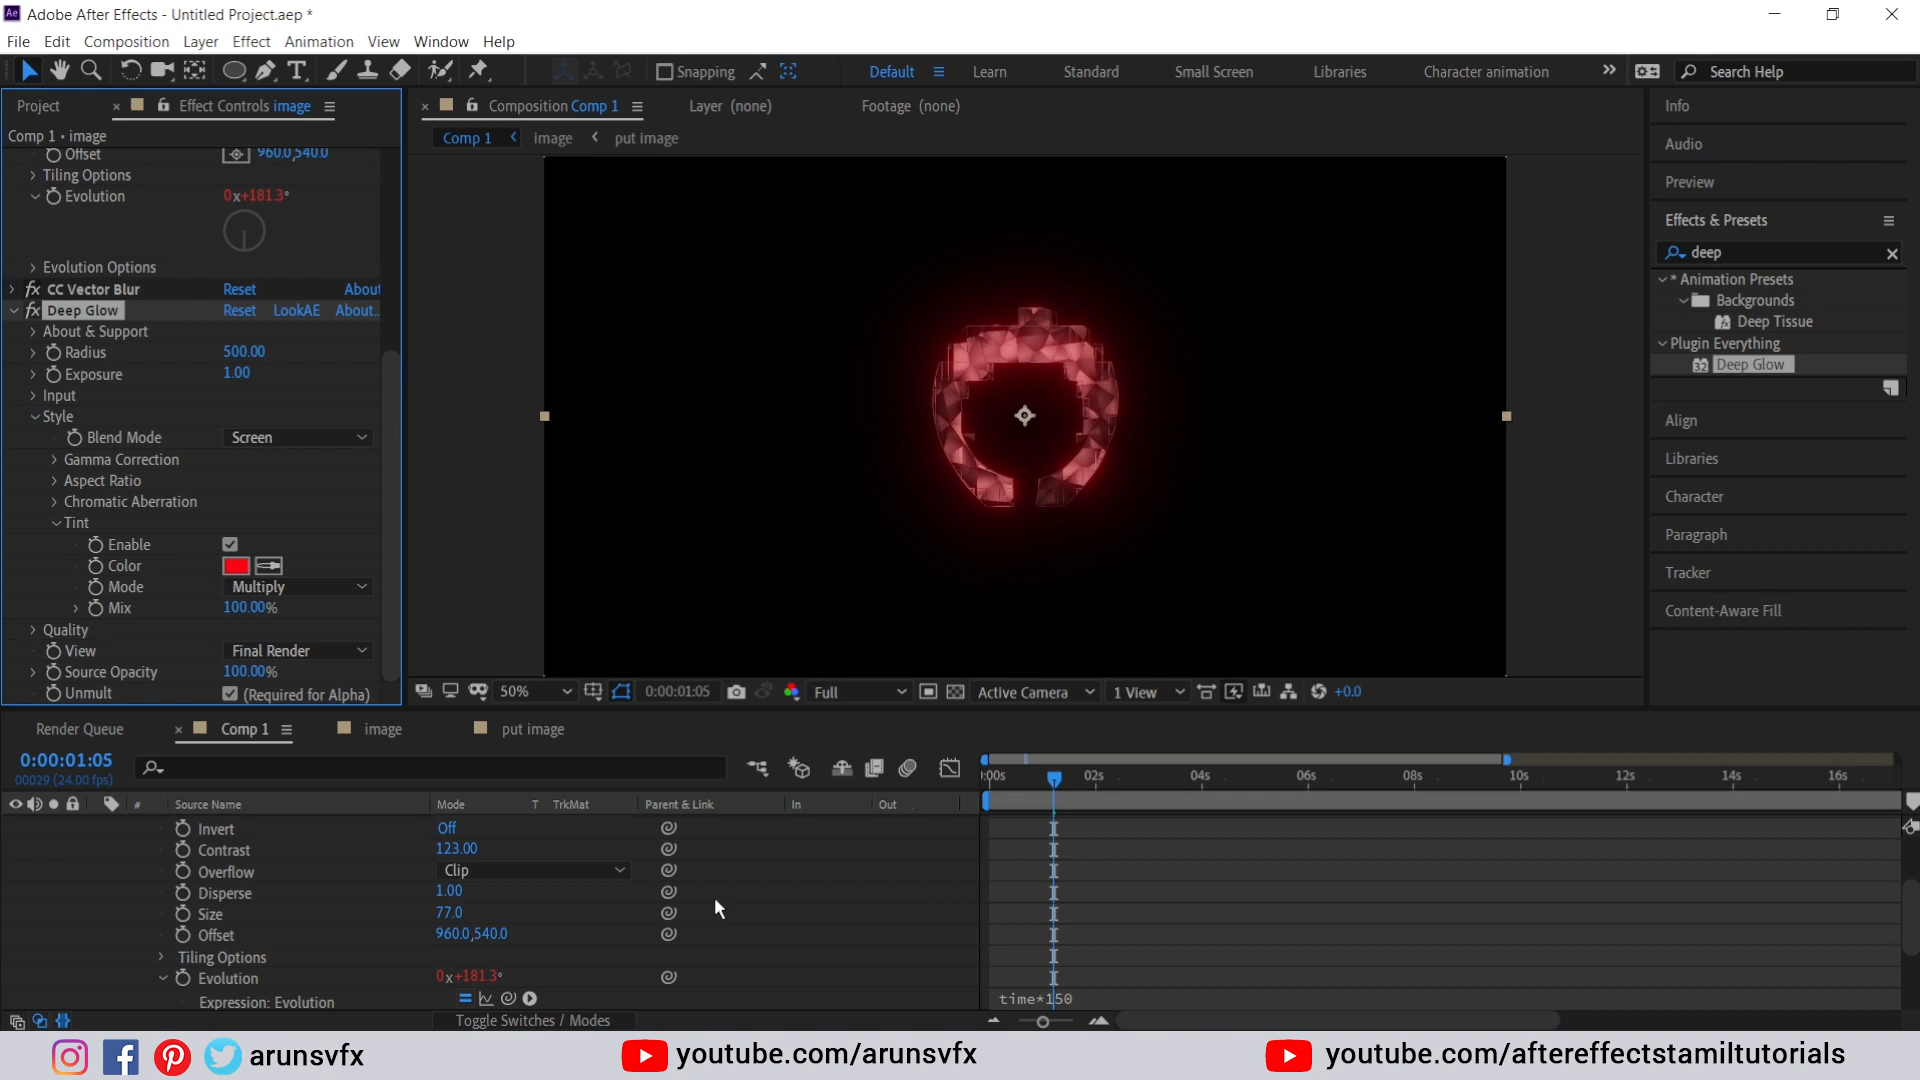 Ae Adobe After Effects - Untitled Project.aep *
File Edit Composition Layer Effect Animation View Window Help
Snapping Default Learn Standard Small Screen Libraries Character animation Search Help
Project Effect Controls image
Comp 1 • image
Offset 960.0,540.0
Tiling Options
Evolution 0x+181.3°
Evolution Options
fx CC Vector Blur Reset About
fx Deep Glow Reset LookAE About..
About & Support
Radius 500.00
Exposure 1.00
Input
Style
Blend Mode Screen
Gamma Correction
Aspect Ratio
Chromatic Aberration
Tint
Enable
Color
Mode Multiply
Mix 100.00%
Quality
View Final Render
Source Opacity 100.00%
Unmult (Required for Alpha)
Composition Comp 1 Layer (none) Footage (none)
Comp 1 image put image
50% 0:00:01:05 Full Active Camera 1 View +0.0
Info
Audio
Preview
Effects & Presets
deep
* Animation Presets
Backgrounds
Deep Tissue
Plugin Everything
32 Deep Glow
Align
Libraries
Character
Paragraph
Tracker
Content-Aware Fill
Render Queue Comp 1 image put image
0:00:01:05
00029 (24.00 fps)
):00s 02s 04s 06s 08s 10s 12s 14s 16s
# Source Name Mode T TrkMat Parent & Link In Out
Invert Off
Contrast 123.00
Overflow Clip
Disperse 1.00
Size 77.0
Offset 960.0,540.0
Tiling Options
Evolution 0x+181.3°
Expression: Evolution time*150
Toggle Switches / Modes
arunsvfx youtube.com/arunsvfx youtube.com/aftereffectstamiltutorials